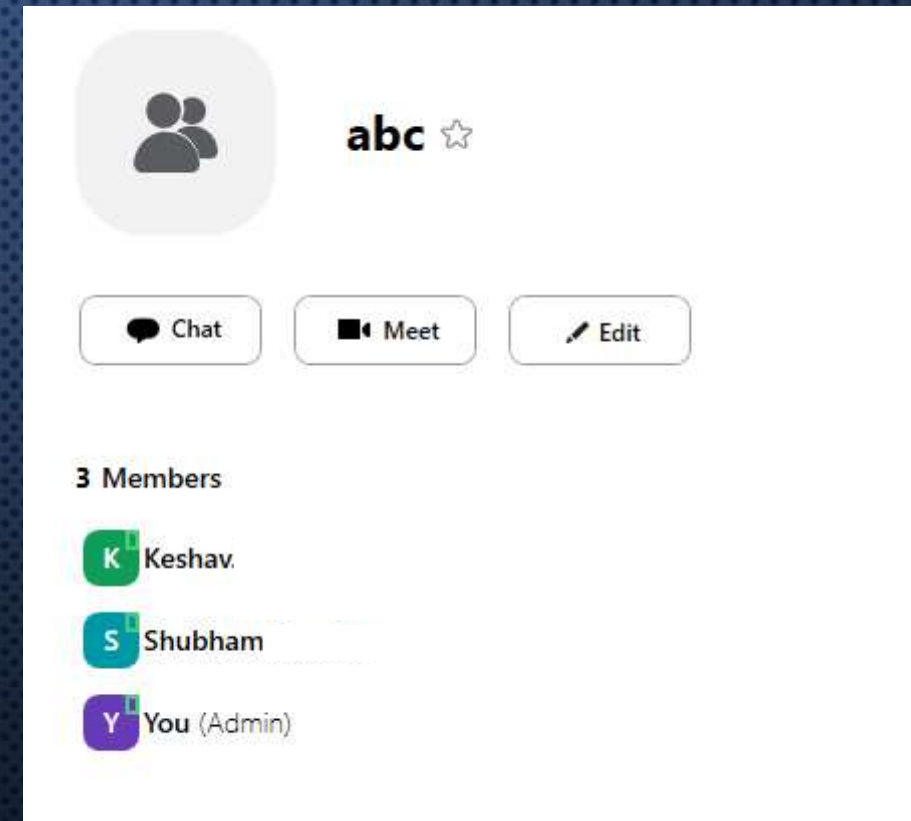 abc
Chat
Meet
Edit
3 Members
K Keshav.
S Shubham
Y You (Admin)